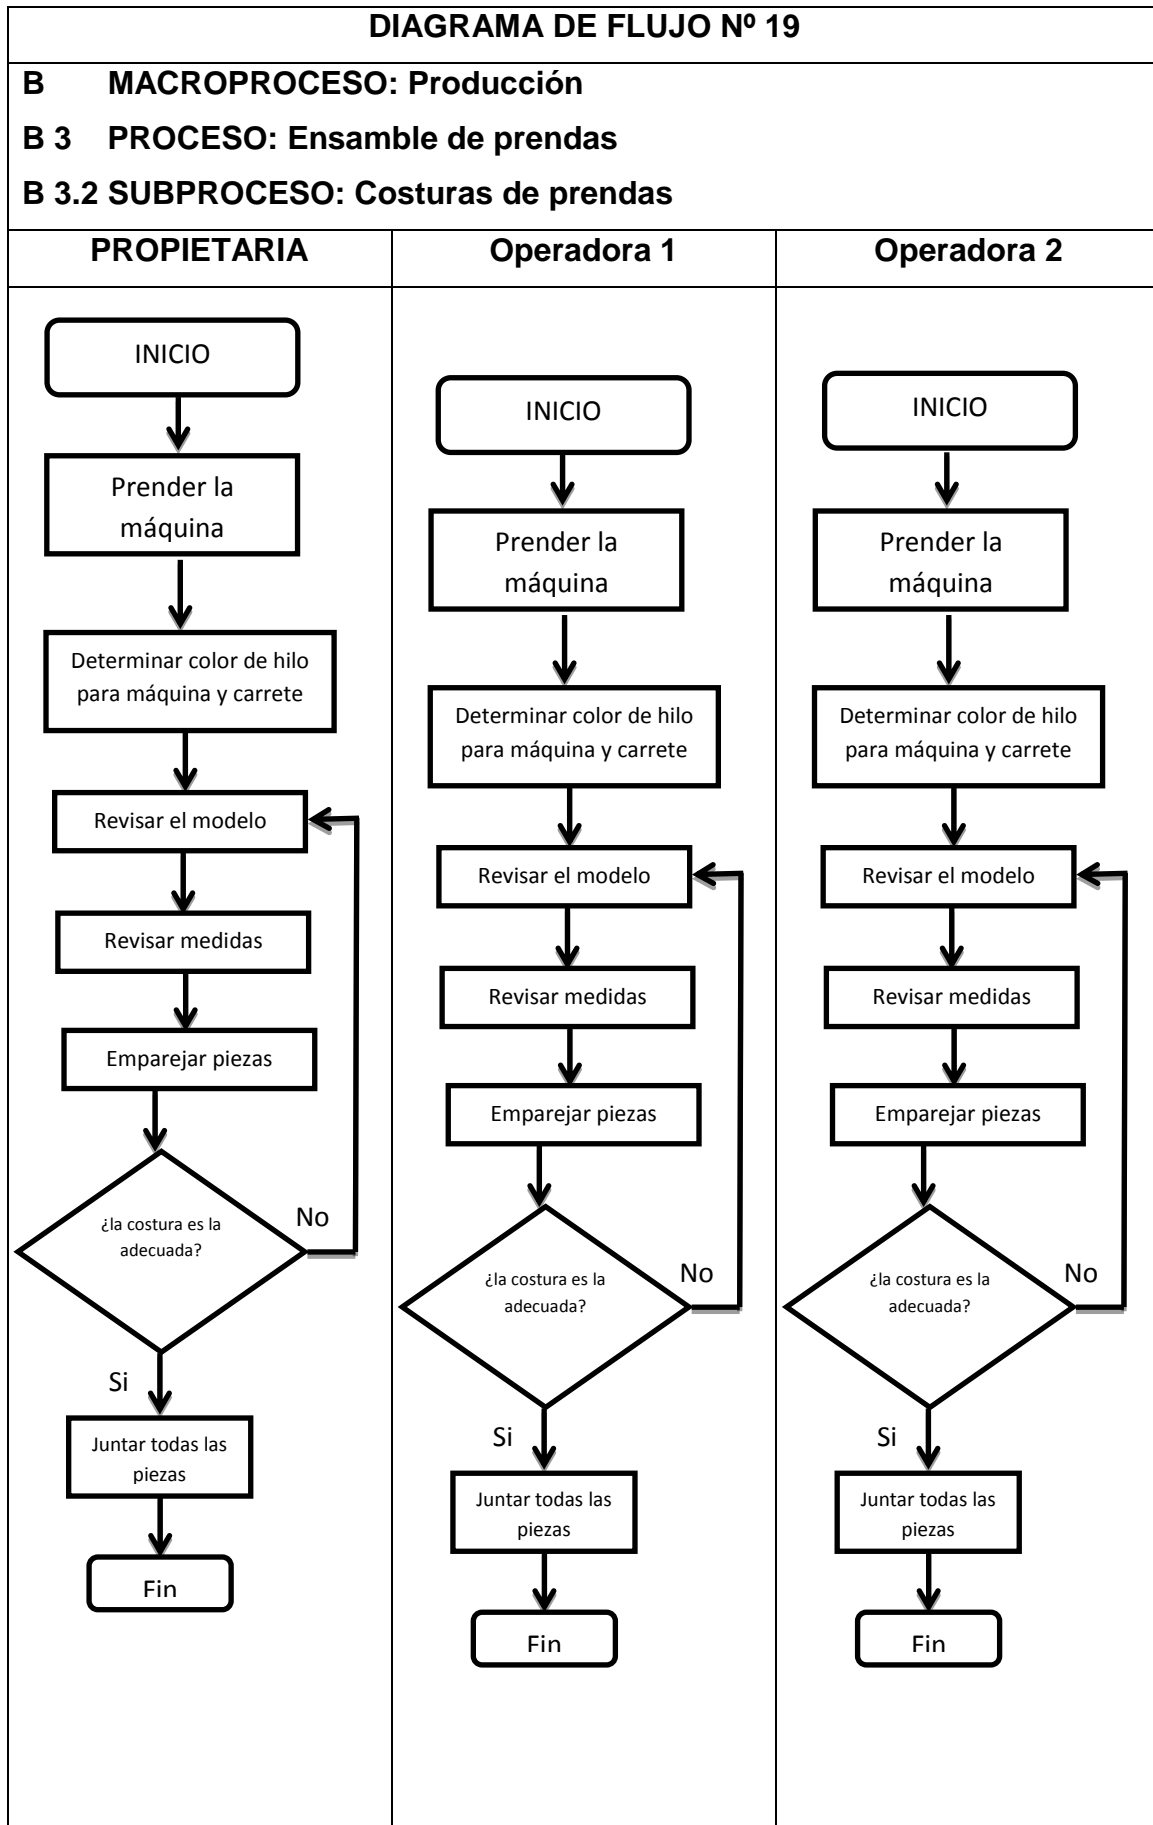 DIAGRAMA DE FLUJO Nº 19
B MACROPROCESO: Producción
B 3 PROCESO: Ensamble de prendas
B 3.2 SUBPROCESO: Costuras de prendas
PROPIETARIA
INICIO
Prender la
máquina
Determinar color de hilo
para máquina y carrete
Revisar el modelo
Revisar medidas
Emparejar piezas
¿la costura es la
adecuada?
No
Si
Juntar todas las
piezas
Fin
Operadora 1
INICIO
Prender la
máquina
Determinar color de hilo
para máquina y carrete
Revisar el modelo
Revisar medidas
Emparejar piezas
¿la costura es la
adecuada?
No
Si
Juntar todas las
piezas
Fin
Operadora 2
INICIO
Prender la
máquina
Determinar color de hilo
para máquina y carrete
Revisar el modelo
Revisar medidas
Emparejar piezas
¿la costura es la
adecuada?
No
Si
Juntar todas las
piezas
Fin